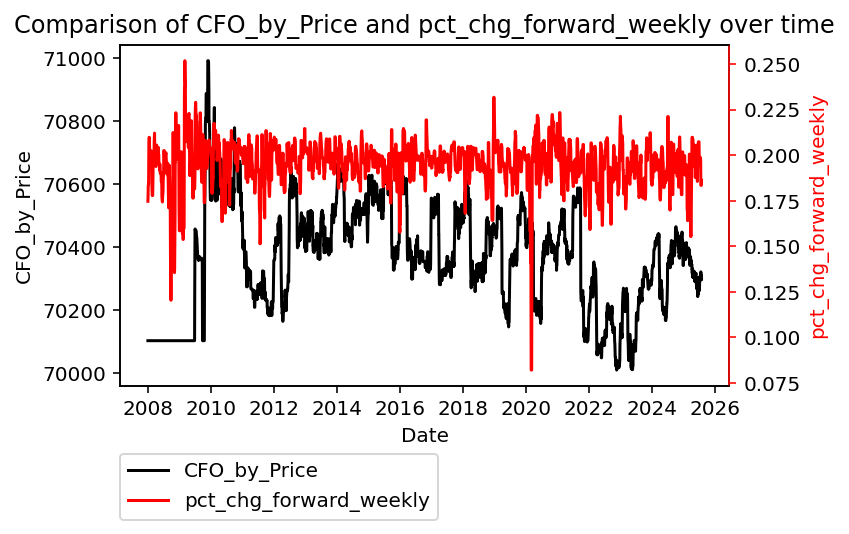 Comparison of CFO_by_Price and pct_chg_forward_weekly over time
71000
70800
70600
70400
70200
70000
CFO_by_Price
0.250
0.225
0.200
0.175
0.150
0.125
0.100
0.075
pct_chg_forward_weekly
2008 2010 2012 2014 2016 2018 2020 2022 2024 2026
Date
CFO_by_Price
pct_chg_forward_weekly